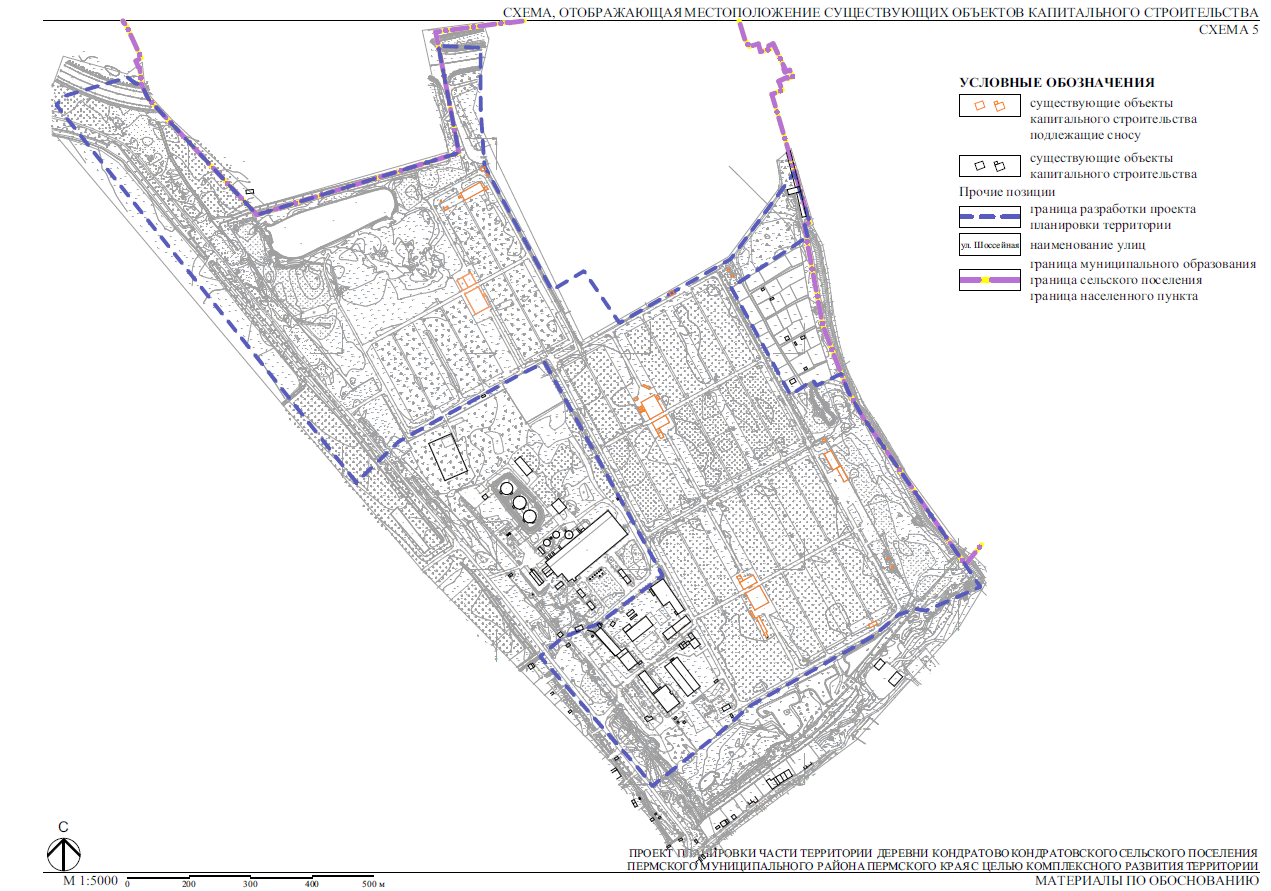 СХЕМА, ОТОБРАЖАЮЩАЯ МЕСТОПОЛОЖЕНИЕ СУЩЕСТВУЮЩИХ ОБЪЕКТОВ КАПИТАЛЬНОГО СТРОИТЕЛЬСТВА
СХЕМА 5
УСЛОВНЫЕ ОБОЗНАЧЕНИЯ
существующие объекты
капитального строительства
подлежащие сносу
существующие объекты
капитального строительства
Прочие позиции
граница разработки проекта
планировки территории
ул. Шоссейная
наименование улиц
граница муниципального образования
граница сельского поселения
граница населенного пункта
С
М 1:5000
0 200 300 400 500 м
ПРОЕКТ ПЛАНИРОВКИ ЧАСТИ ТЕРРИТОРИИ ДЕРЕВНИ КОНДРАТОВО КОНДРАТОВСКОГО СЕЛЬСКОГО ПОСЕЛЕНИЯ
ПЕРМСКОГО МУНИЦИПАЛЬНОГО РАЙОНА ПЕРМСКОГО КРАЯ С ЦЕЛЬЮ КОМПЛЕКСНОГО РАЗВИТИЯ ТЕРРИТОРИИ
МАТЕРИАЛЫ ПО ОБОСНОВАНИЮ